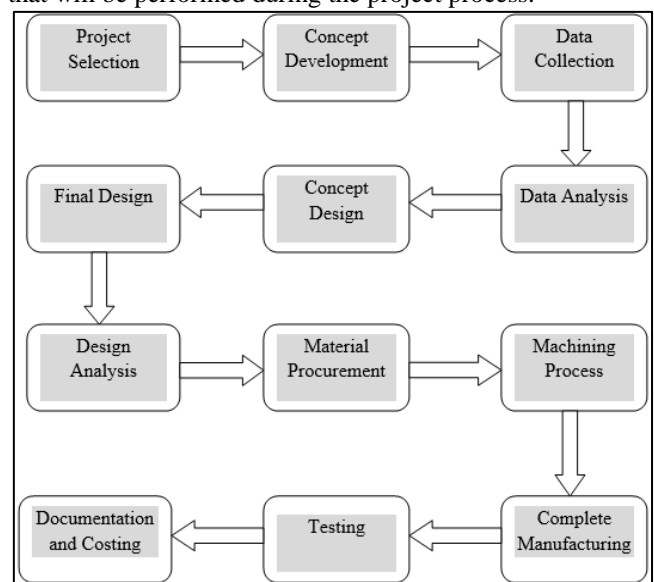 that will be performed during the project process.
Project
Selection
Concept
Development
Data
Collection
Data Analysis
Concept
Design
Final Design
Design
Analysis
Material
Procurement
Machining
Process
Complete
Manufacturing
Testing
Documentation
and Costing